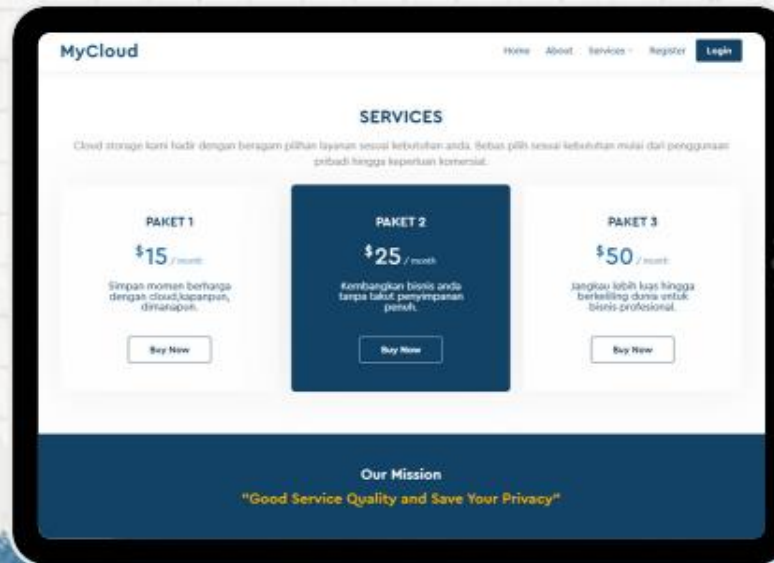 MyCloud
Home About Services Register Login
SERVICES
Cloud storage kami hadir dengan beragam pilihan layanan sesuai kebutuhan anda. Bebas pilih sesuai kebutuhan mulai dari penggunaan
pribadi hingga keperluan komersial.
PAKET 1
$15 / month
Simpan momen berharga
dengan cloud,kapanpun,
dimanapun.
Buy Now
PAKET 2
$25 / month
Kembangkan bisnis anda
tanpa takut penyimpanan
penuh.
Buy Now
PAKET 3
$50 / month
Jangkau lebih luas hingga
berkeliling dunia untuk
bisnis profesional.
Buy Now
Our Mission
"Good Service Quality and Save Your Privacy"